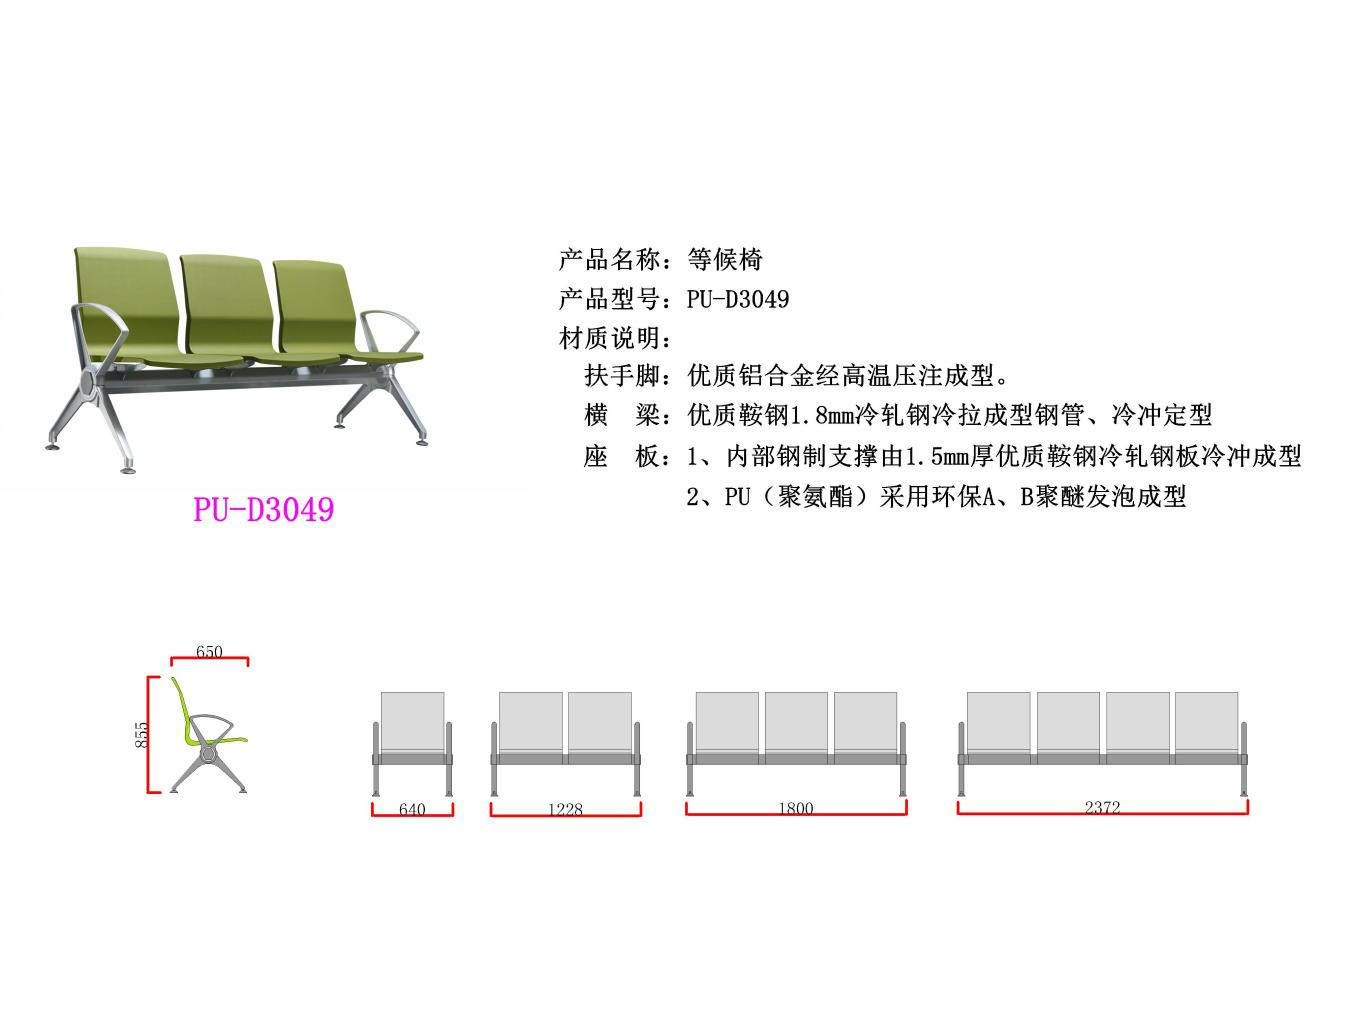 产品名称：等候椅
产品型号：PU-D3049
材质说明：
扶手脚：优质铝合金经高温压注成型。
横　梁：优质鞍钢1.8mm冷轧钢冷拉成型钢管、冷冲定型
座　板：1、内部钢制支撑由1.5mm厚优质鞍钢冷轧钢板冷冲成型
2、PU（聚氨酯）采用环保A、B聚醚发泡成型
PU-D3049
650
855
640
1228
1800
2372